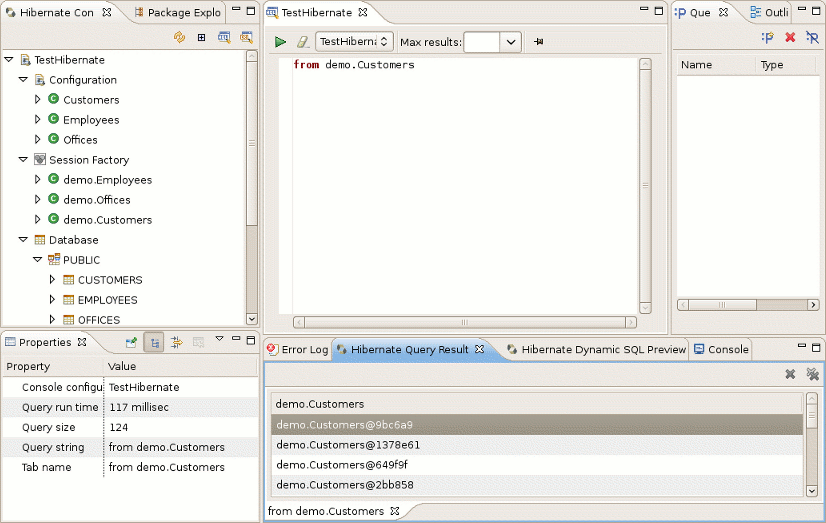 Hibernate Con
Package Explo
TestHibernate
Configuration
Customers
Employees
Offices
Session Factory
demo.Employees
demo.Offices
demo.Customers
Database
PUBLIC
CUSTOMERS
EMPLOYEES
OFFICES
TestHibernate
TestHiberna
Max results:
from demo.Customers
Que
Outli
Name Type
Properties
Property Value
Console configu TestHibernate
Query run time 117 millisec
Query size 124
Query string from demo.Customers
Tab name from demo.Customers
Error Log
Hibernate Query Result
Hibernate Dynamic SQL Preview
Console
demo.Customers
demo.Customers@9bc6a9
demo.Customers@1378e61
demo.Customers@649f9f
demo.Customers@2bb858
from demo.Customers